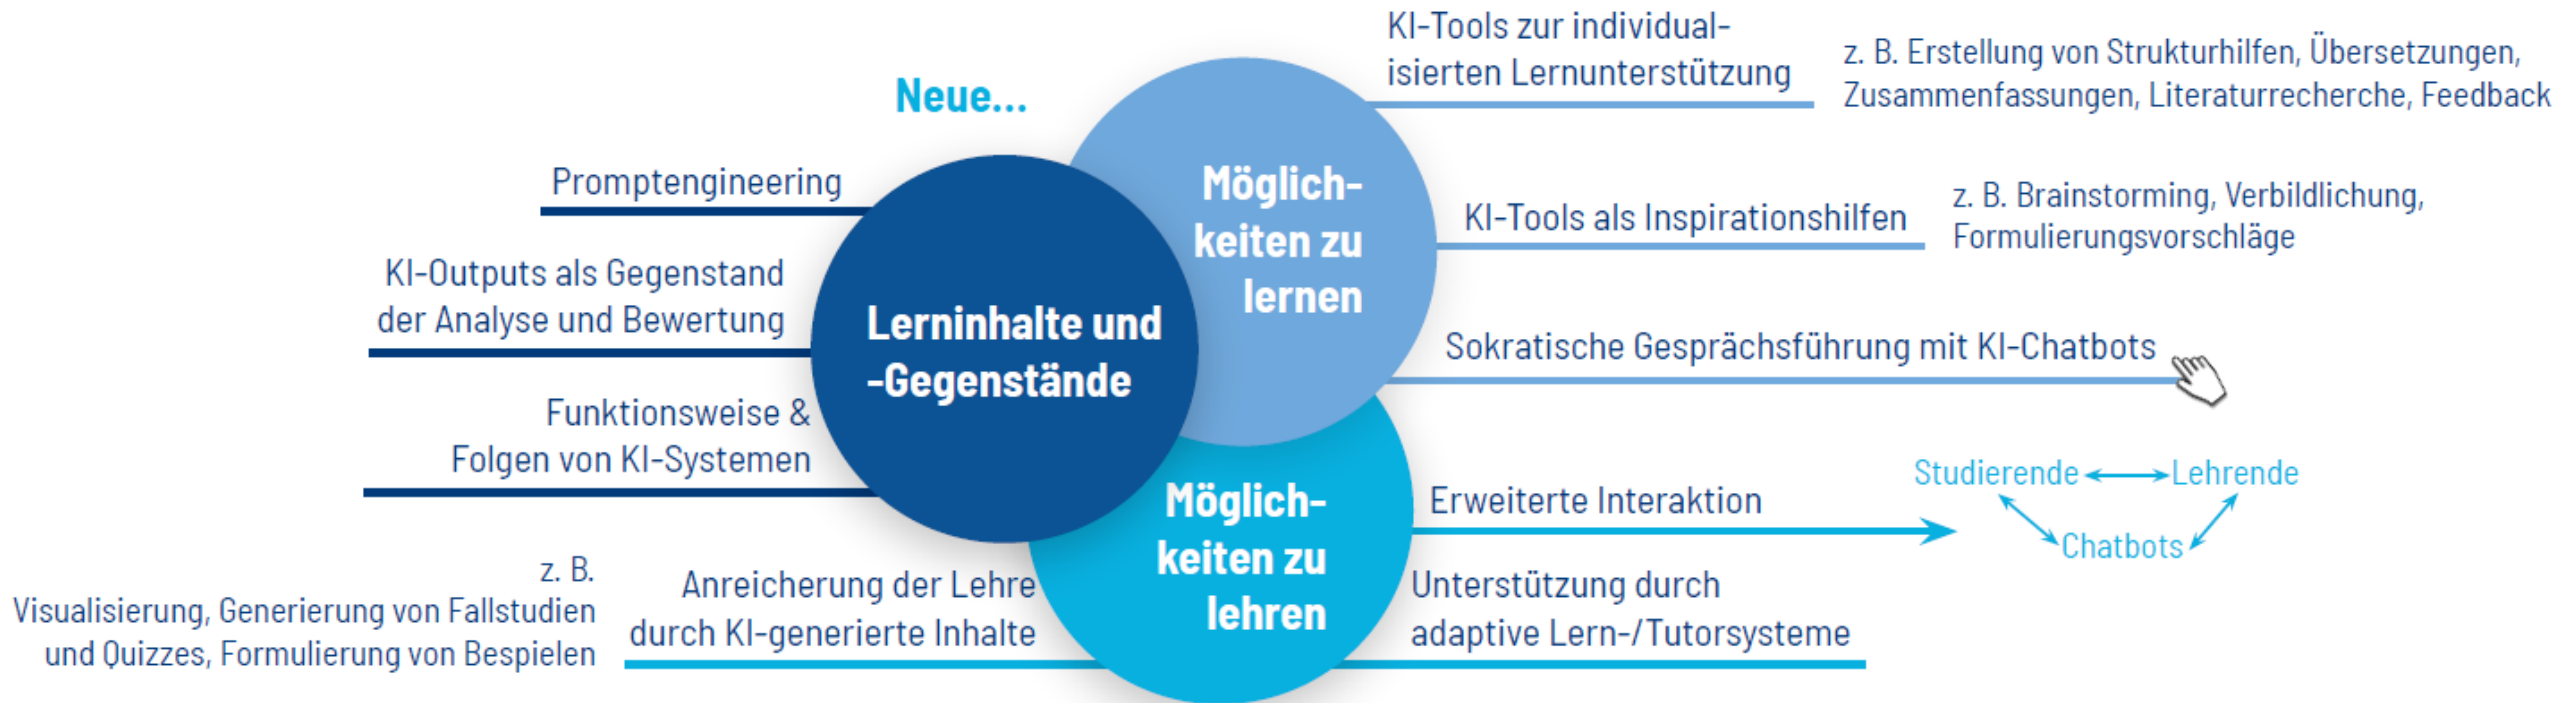 Neue...
Lerninhalte und
-Gegenstände
Promptengineering
KI-Outputs als Gegenstand
der Analyse und Bewertung
Funktionsweise &
Folgen von KI-Systemen
Möglich-
keiten zu
lernen
KI-Tools zur individual-
isierten Lernunterstützung
z. B. Erstellung von Strukturhilfen, Übersetzungen,
Zusammenfassungen, Literaturrecherche, Feedback
KI-Tools als Inspirationshilfen
z. B. Brainstorming, Verbildlichung,
Formulierungsvorschläge
Sokratische Gesprächsführung mit KI-Chatbots
Möglich-
keiten zu
lehren
Erweiterte Interaktion
Studierende
Lehrende
Chatbots
Unterstützung durch
adaptive Lern-/Tutorsysteme
Anreicherung der Lehre
durch KI-generierte Inhalte
z. B.
Visualisierung, Generierung von Fallstudien
und Quizzes, Formulierung von Bespielen